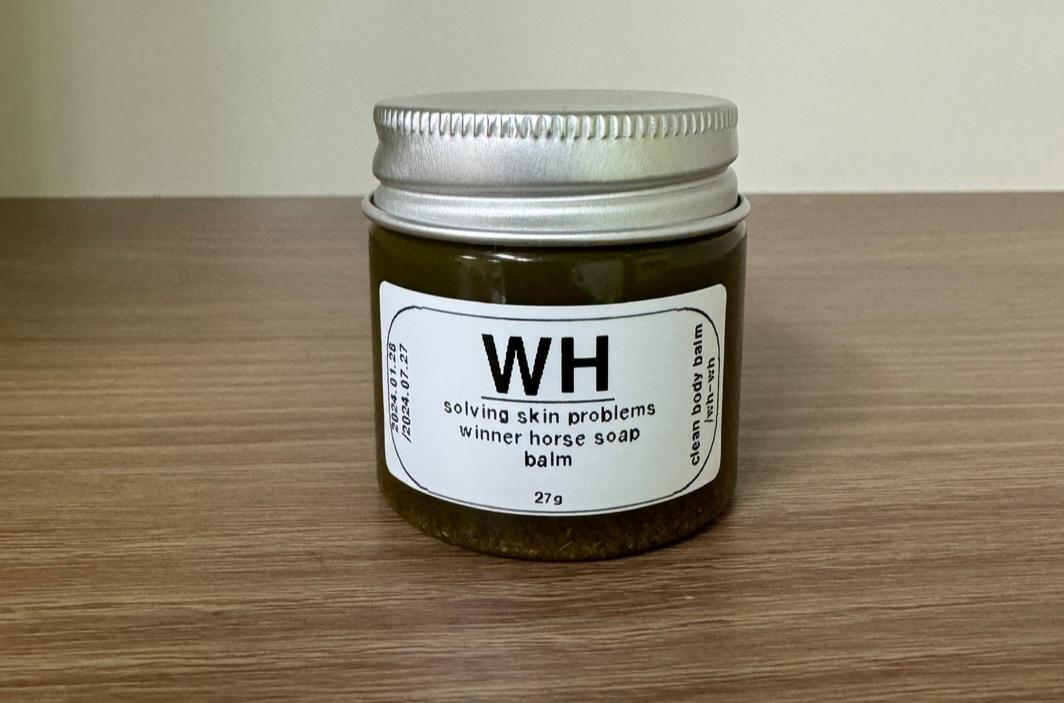 WH
solving skin problems
winner horse soap
balm
27g
2024.01.28
/2024.07.27
clean body balm
/wh-wh